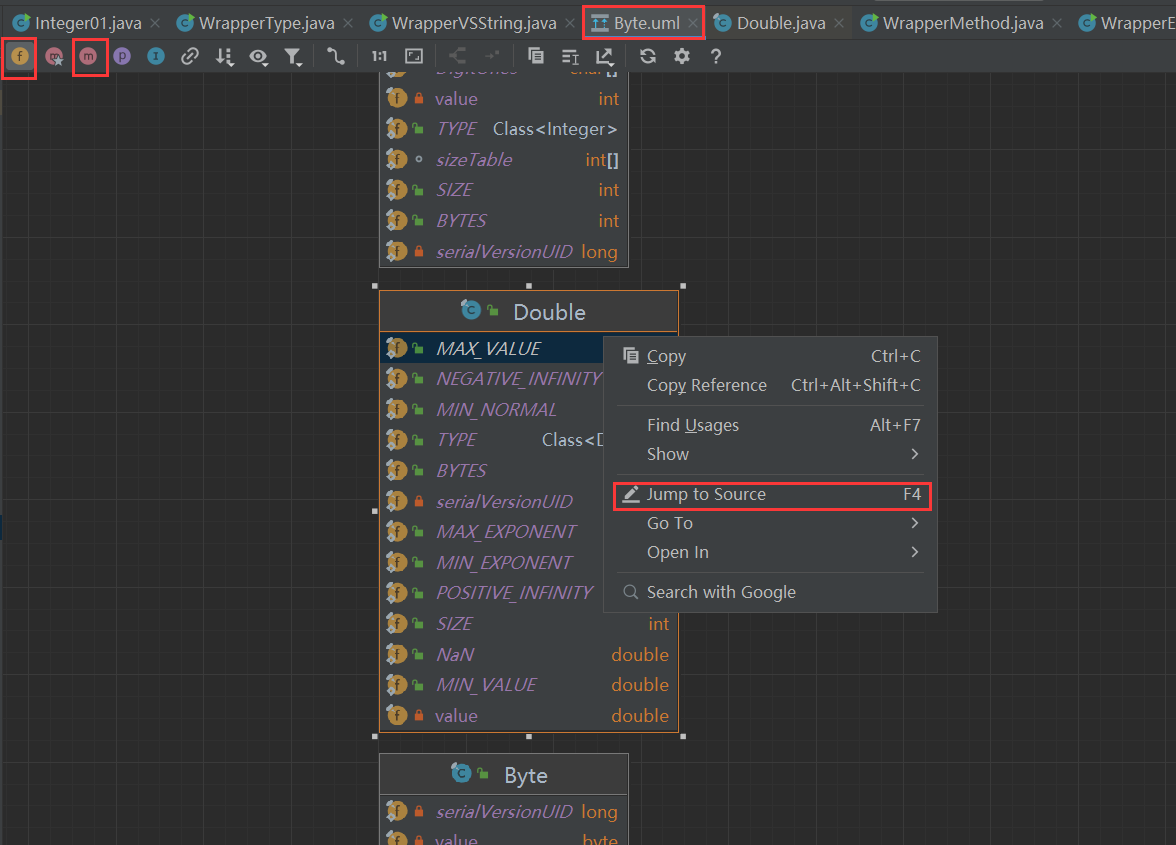 Integer01.java WrapperType.java WrapperVSString.java Byte.uml Double.java WrapperMethod.java WrapperE
f m m p I 1:1 ?
DigitOnes char[]
value int
TYPE Class<Integer>
sizeTable int[]
SIZE int
BYTES int
serialVersionUID long
Double
MAX_VALUE
NEGATIVE_INFINITY
MIN_NORMAL
TYPE Class<D
BYTES
serialVersionUID
MAX_EXPONENT
MIN_EXPONENT
POSITIVE_INFINITY
SIZE int
NaN double
MIN_VALUE double
value double
Copy Ctrl+C
Copy Reference Ctrl+Alt+Shift+C
Find Usages Alt+F7
Show
Jump to Source F4
Go To
Open In
Search with Google
Byte
serialVersionUID long
value byte